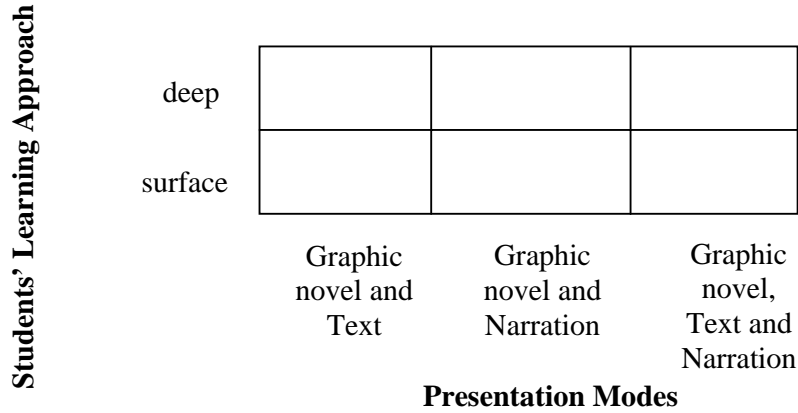 Students' Learning Approach
deep
surface
Graphic
novel and
Text
Graphic
novel and
Narration
Graphic
novel,
Text and
Narration
Presentation Modes